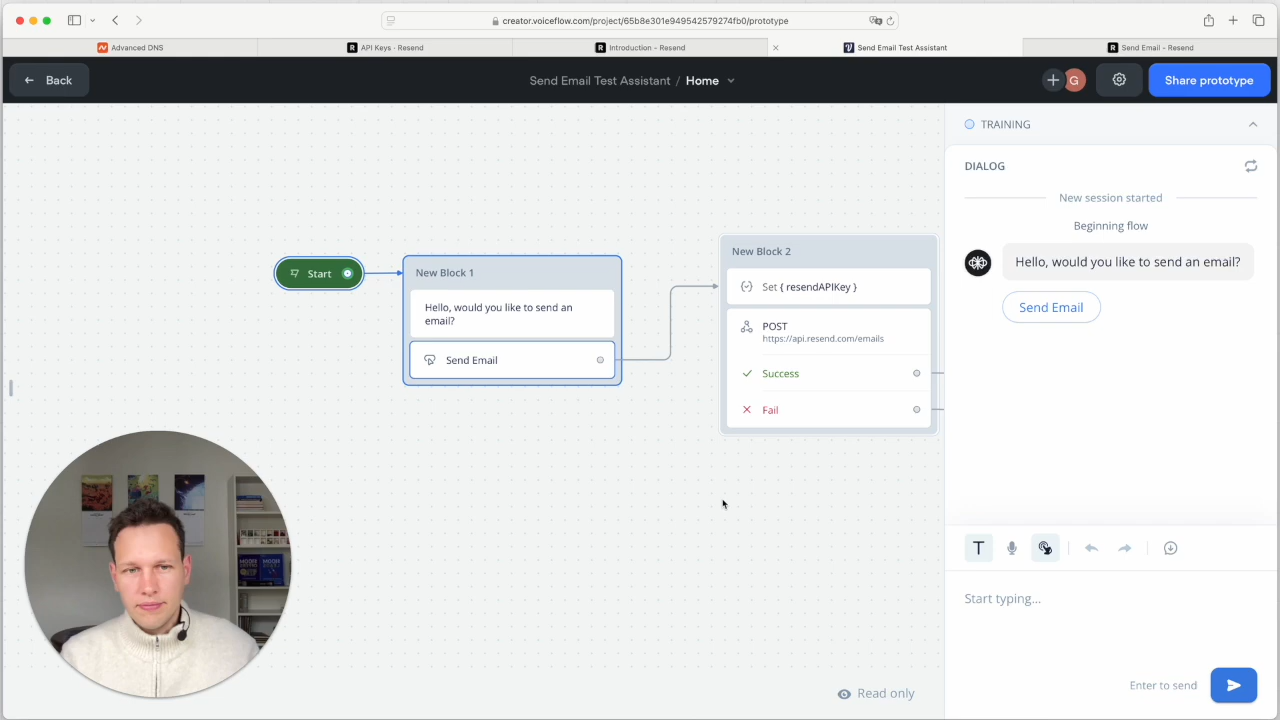 creator.voiceflow.com/project/65b8e301e949542579274fb0/prototype
Advanced DNS
API Keys - Resend
Introduction - Resend
Send Email Test Assistant
Send Email - Resend
Back
Send Email Test Assistant / Home
G
Share prototype
TRAINING
DIALOG
New session started
Beginning flow
Hello, would you like to send an email?
Send Email
Start
New Block 1
Hello, would you like to send an
email?
Send Email
New Block 2
Set { resendAPIKey }
POST
https://api.resend.com/emails
Success
Fail
Start typing...
Read only
Enter to send